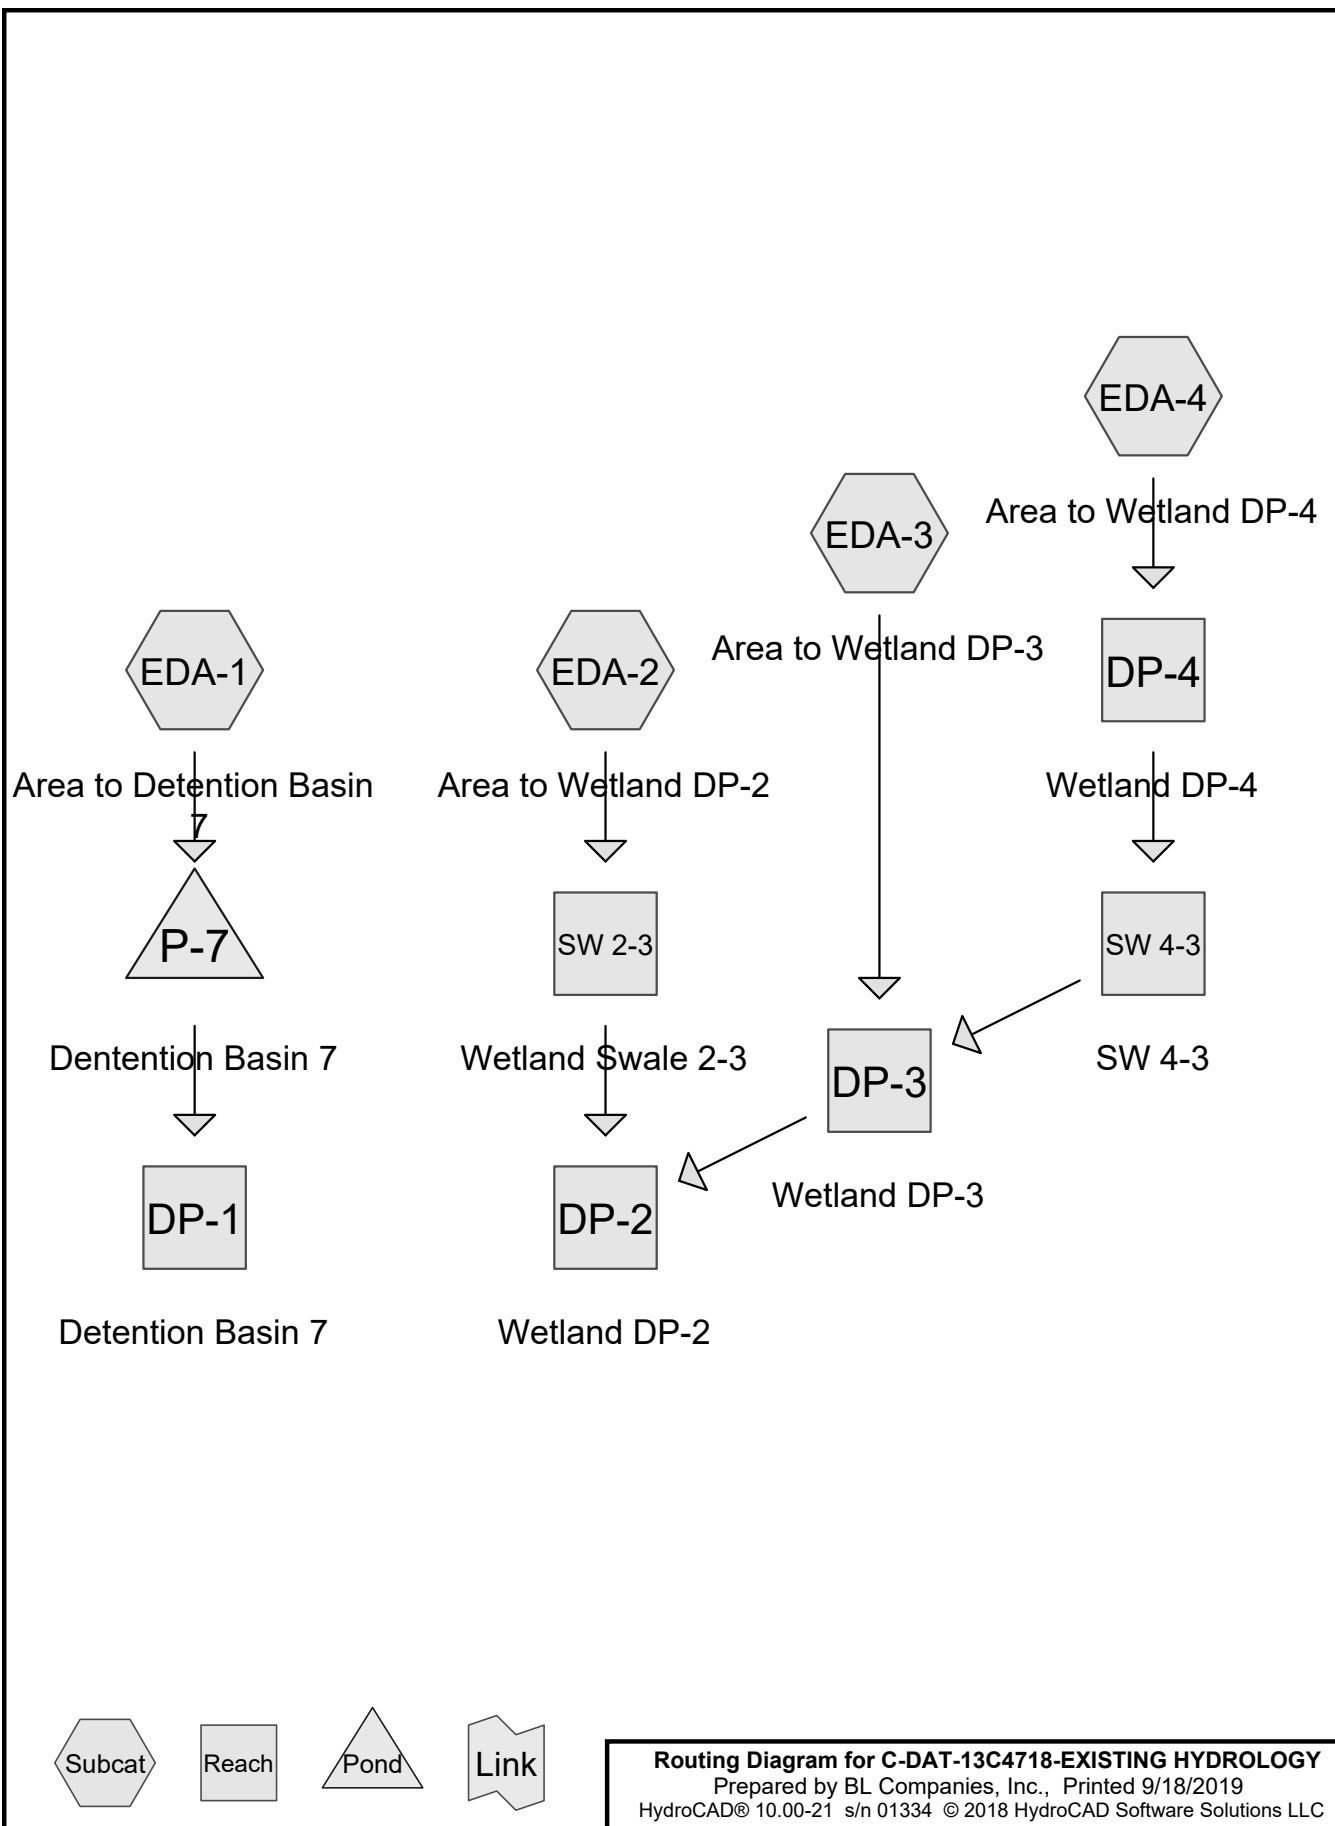 EDA-4
Area to Wetland DP-4
EDA-3
Area to Wetland DP-3
EDA-1
EDA-2
DP-4
Area to Detention Basin
7
Area to Wetland DP-2
Wetland DP-4
P-7
SW 2-3
SW 4-3
Dentention Basin 7
Wetland Swale 2-3
DP-3
SW 4-3
Wetland DP-3
DP-1
DP-2
Detention Basin 7
Wetland DP-2
Subcat
Reach
Pond
Link
Routing Diagram for C-DAT-13C4718-EXISTING HYDROLOGY
Prepared by BL Companies, Inc., Printed 9/18/2019
HydroCAD® 10.00-21 s/n 01334 © 2018 HydroCAD Software Solutions LLC